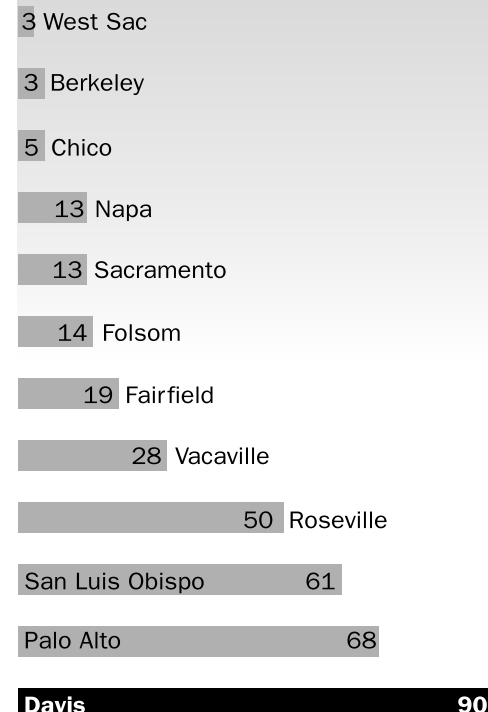 3 West Sac
3 Berkeley
5 Chico
13 Napa
13 Sacramento
14 Folsom
19 Fairfield
28 Vacaville
50 Roseville
San Luis Obispo 61
Palo Alto 68
Davis 90